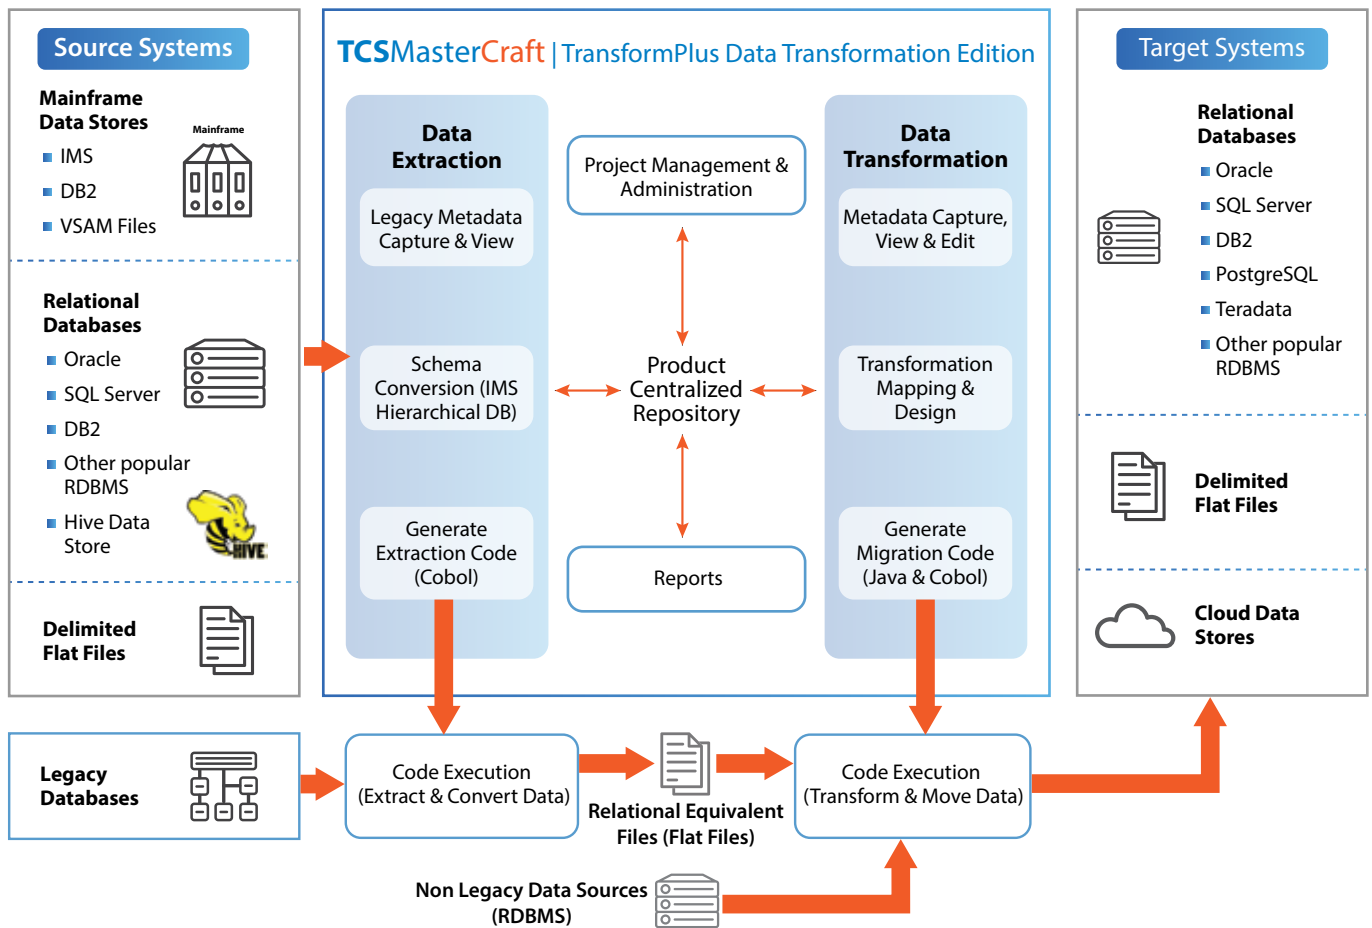 Source Systems
Mainframe
Data Stores
IMS
DB2
VSAM Files
Mainframe
Relational
Databases
Oracle
SQL Server
DB2
Other popular
RDBMS
Hive Data
Store
HIVE
Delimited
Flat Files
TCSMasterCraft | TransformPlus Data Transformation Edition
Data
Extraction
Legacy Metadata
Capture & View
Schema
Conversion (IMS
Hierarchical DB)
Generate
Extraction Code
(Cobol)
Project Management &
Administration
Product
Centralized
Repository
Reports
Data
Transformation
Metadata Capture,
View & Edit
Transformation
Mapping &
Design
Generate
Migration Code
(Java & Cobol)
Target Systems
Relational
Databases
Oracle
SQL Server
DB2
PostgreSQL
Teradata
Other popular
RDBMS
Delimited
Flat Files
Cloud Data
Stores
Legacy
Databases
Code Execution
(Extract & Convert Data)
Relational Equivalent
Files (Flat Files)
Code Execution
(Transform & Move Data)
Non Legacy Data Sources
(RDBMS)